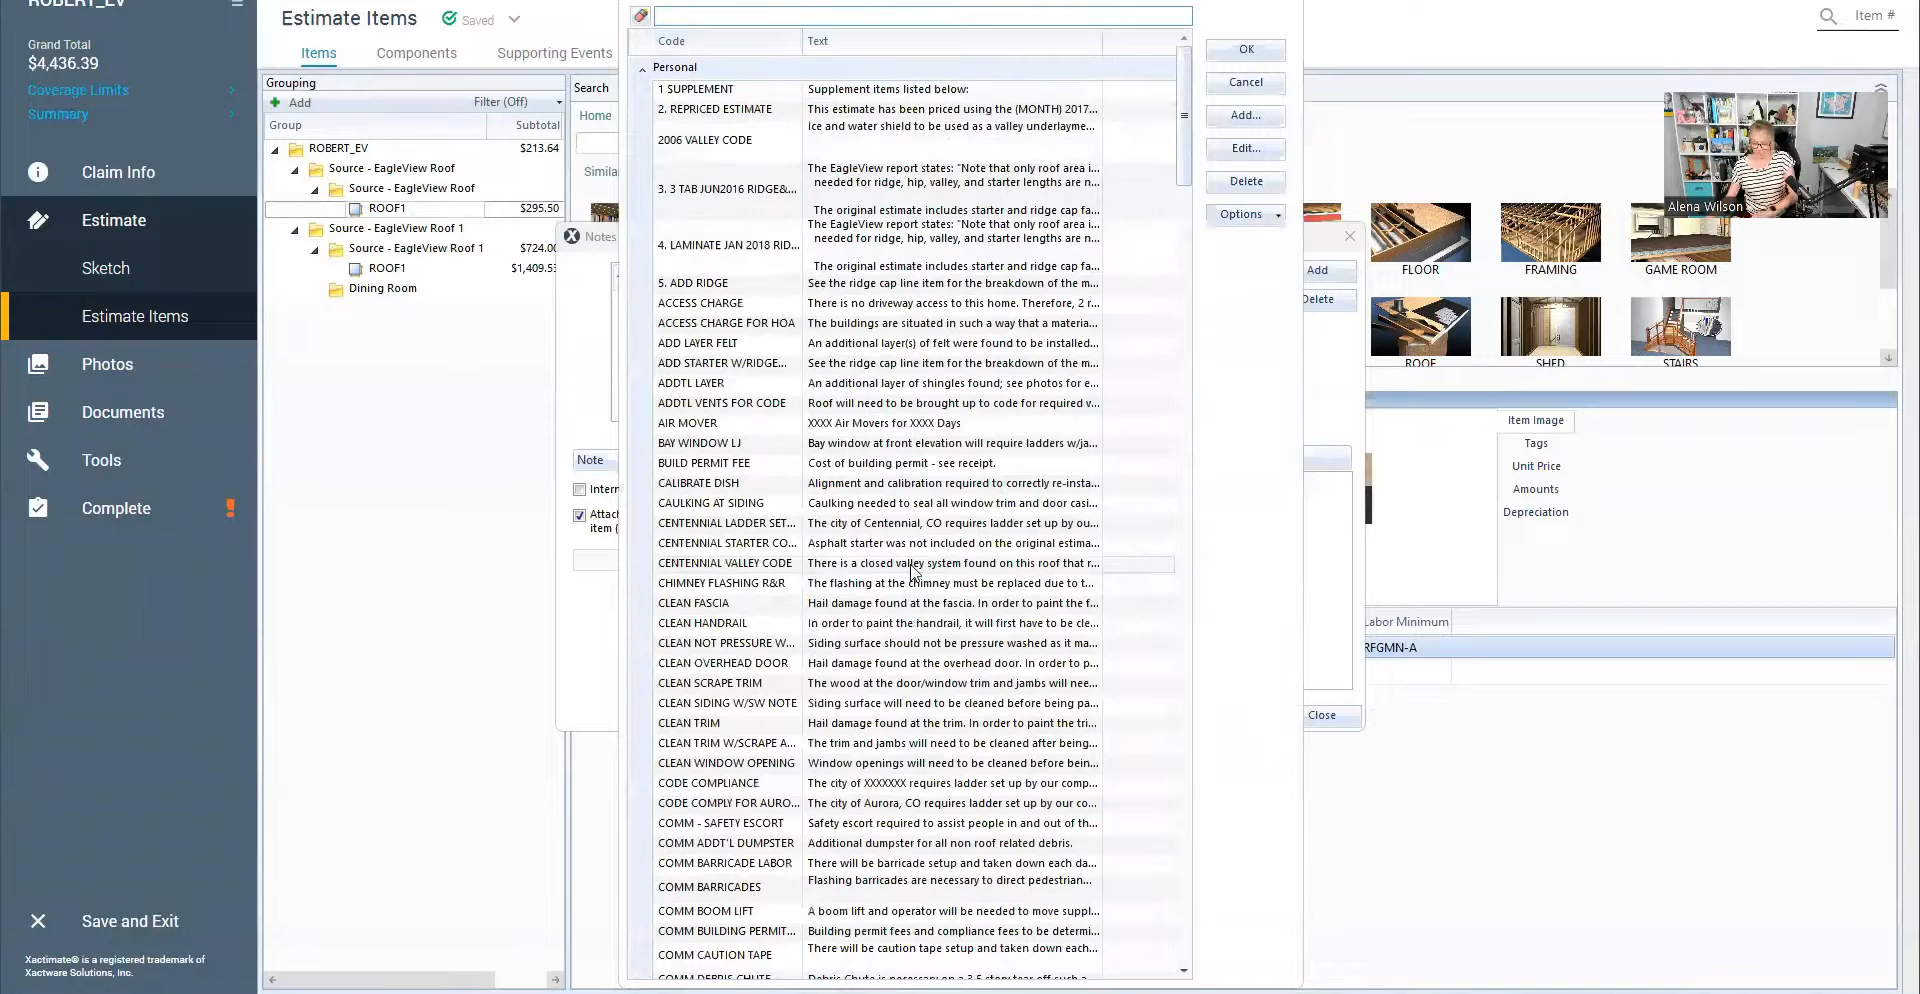 ROBERT_EV
Grand Total
$4,436.39
Coverage Limits
Summary
Claim Info
Estimate
Sketch
Estimate Items
Photos
Documents
Tools
Complete
Save and Exit
Xactimate® is a registered trademark of
Xactware Solutions, Inc.
Estimate Items
Saved
Items
Components
Supporting Events
Item #
Grouping
Add
Filter (Off)
Group
Subtotal
ROBERT_EV
$213.64
Source - EagleView Roof
Source - EagleView Roof
ROOF1
$295.50
Source - EagleView Roof 1
Source - EagleView Roof 1
$724.00
ROOF1
$1,409.53
Dining Room
Search
Home
Simila
Notes
Note
Intern
Attac
item (
Code
Text
Personal
1 SUPPLEMENT
Supplement items listed below:
2. REPRICED ESTIMATE
This estimate has been priced using the (MONTH) 2017...
2006 VALLEY CODE
Ice and water shield to be used as a valley underlayme...
3. 3 TAB JUN2016 RIDGE&...
The EagleView report states: "Note that only roof area i...
needed for ridge, hip, valley, and starter lengths are n...
The original estimate includes starter and ridge cap fa...
4. LAMINATE JAN 2018 RID...
The EagleView report states: "Note that only roof area i...
needed for ridge, hip, valley, and starter lengths are n...
The original estimate includes starter and ridge cap fa...
5. ADD RIDGE
See the ridge cap line item for the breakdown of the m...
ACCESS CHARGE
There is no driveway access to this home. Therefore, 2 r...
ACCESS CHARGE FOR HOA
The buildings are situated in such a way that a materia...
ADD LAYER FELT
An additional layer(s) of felt were found to be installed...
ADD STARTER W/RIDGE...
See the ridge cap line item for the breakdown of the m...
ADDTL LAYER
An additional layer of shingles found; see photos for e...
ADDTL VENTS FOR CODE
Roof will need to be brought up to code for required v...
AIR MOVER
XXXX Air Movers for XXXX Days
BAY WINDOW LJ
Bay window at front elevation will require ladders w/ja...
BUILD PERMIT FEE
Cost of building permit - see receipt.
CALIBRATE DISH
Alignment and calibration required to correctly re-insta...
CAULKING AT SIDING
Caulking needed to seal all window trim and door casi...
CENTENNIAL LADDER SET...
The city of Centennial, CO requires ladder set up by ou...
CENTENNIAL STARTER CO...
Asphalt starter was not included on the original estima...
CENTENNIAL VALLEY CODE
There is a closed valley system found on this roof that r...
CHIMNEY FLASHING R&R
The flashing at the chimney must be replaced due to t...
CLEAN FASCIA
Hail damage found at the fascia. In order to paint the f...
CLEAN HANDRAIL
In order to paint the handrail, it will first have to be cle...
CLEAN NOT PRESSURE W...
Siding surface should not be pressure washed as it ma...
CLEAN OVERHEAD DOOR
Hail damage found at the overhead door. In order to p...
CLEAN SCRAPE TRIM
The wood at the door/window trim and jambs will nee...
CLEAN SIDING W/SW NOTE
Siding surface will need to be cleaned before being pa...
CLEAN TRIM
Hail damage found at the trim. In order to paint the tri...
CLEAN TRIM W/SCRAPE A...
The trim and jambs will need to be cleaned after being...
CLEAN WINDOW OPENING
Window openings will need to be cleaned before bein...
CODE COMPLIANCE
The city of XXXXXXX requires ladder set up by our comp...
CODE COMPLY FOR AURO...
The city of Aurora, CO requires ladder set up by our co...
COMM - SAFETY ESCORT
Safety escort required to assist people in and out of th...
COMM ADDT'L DUMPSTER
Additional dumpster for all non roof related debris.
COMM BARRICADE LABOR
There will be barricade setup and taken down each da...
COMM BARRICADES
Flashing barricades are necessary to direct pedestrian...
COMM BOOM LIFT
A boom lift and operator will be needed to move suppl...
COMM BUILDING PERMIT...
Building permit fees and compliance fees to be determi...
COMM CAUTION TAPE
There will be caution tape setup and taken down each...
COMM DEBRIS CHUTE
Debris Chute is necessary on a 3-5 story tear off such a...
OK
Cancel
Add...
Edit...
Delete
Options
Add
Delete
Close
Alena Wilson
FLOOR
FRAMING
GAME ROOM
ROOF
SHED
STAIRS
Item Image
Tags
Unit Price
Amounts
Depreciation
Labor Minimum
RFGMN-A